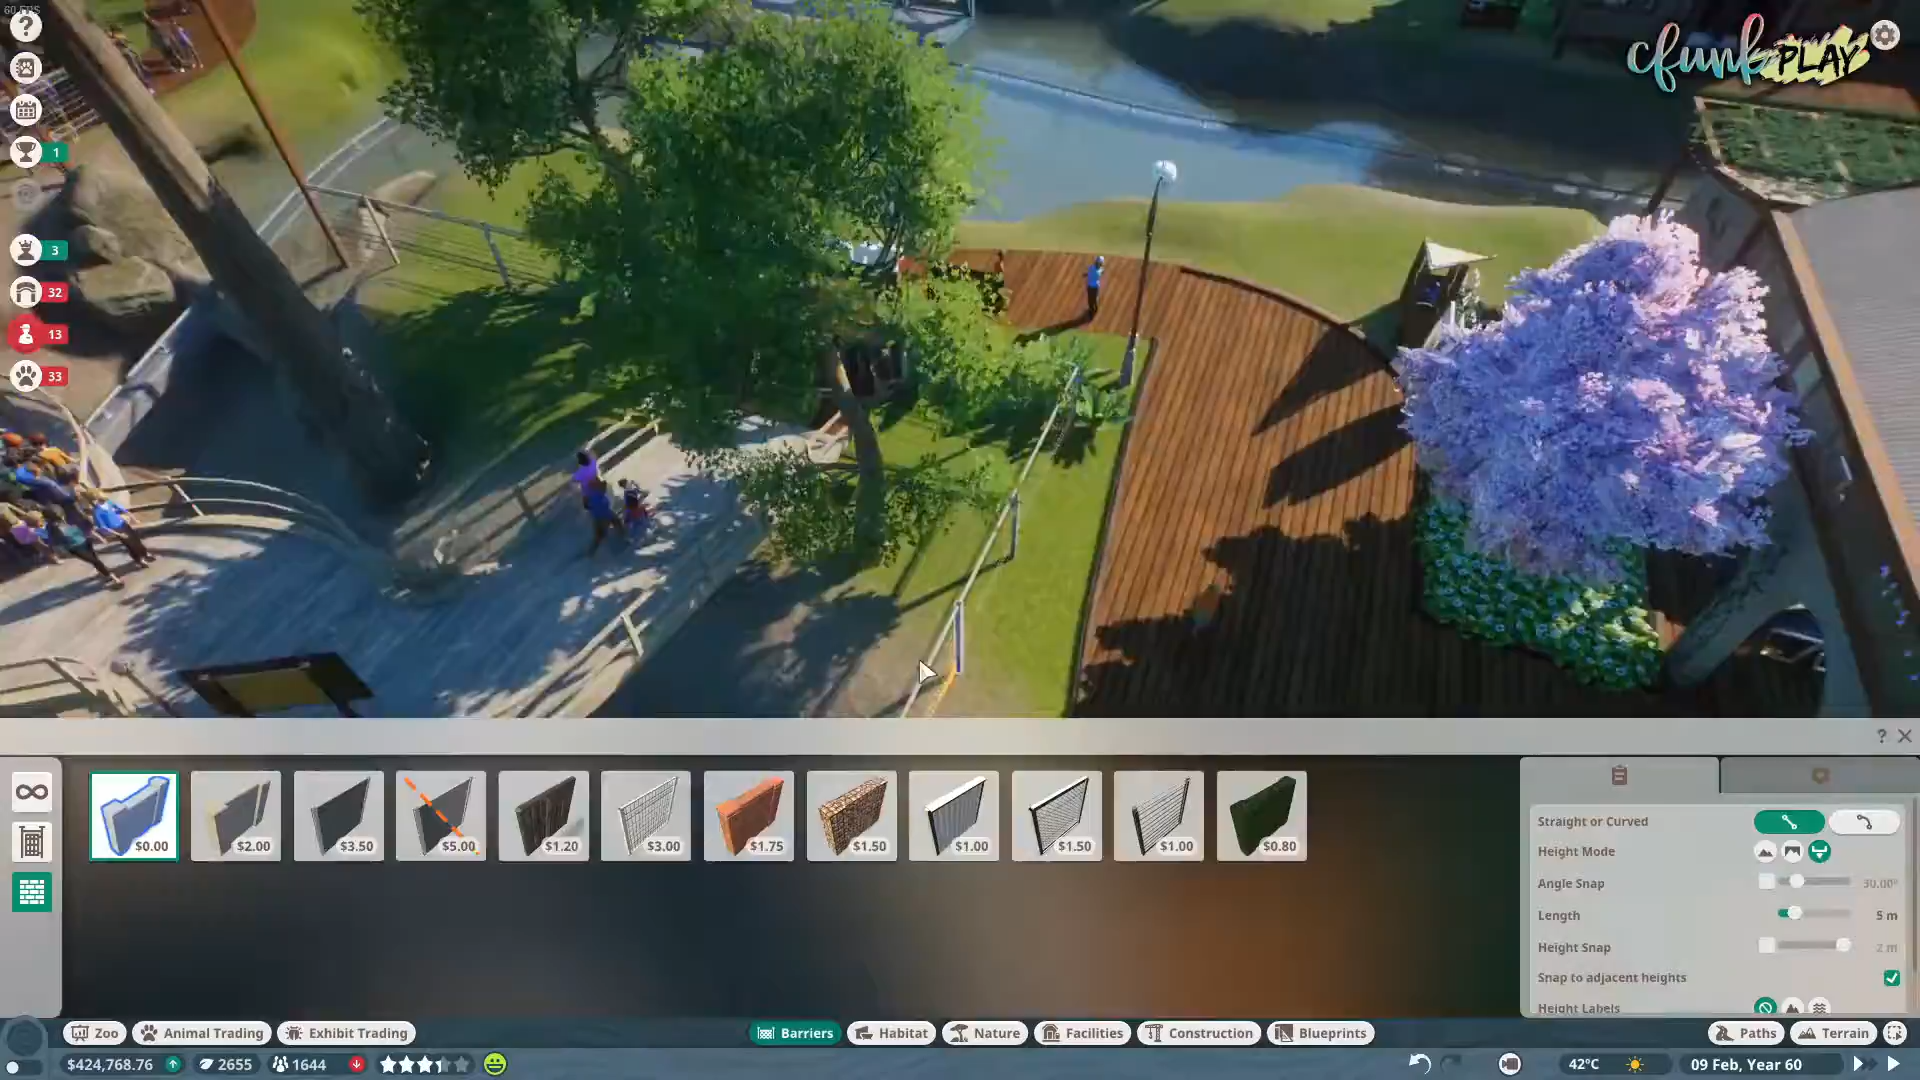 60 FPS
cfunkPLAY
?
1
3
32
13
33
? ×
$0.00
$2.00
$3.50
$5.00
$1.20
$3.00
$1.75
$1.50
$1.00
$1.50
$1.00
$0.80
Straight or Curved
Height Mode
Angle Snap 30.00°
Length 5 m
Height Snap 2 m
Snap to adjacent heights
Height Labels
Zoo Animal Trading Exhibit Trading Barriers Habitat Nature Facilities Construction Blueprints Paths Terrain
$424,768.76 2655 1644 42°C 09 Feb, Year 60